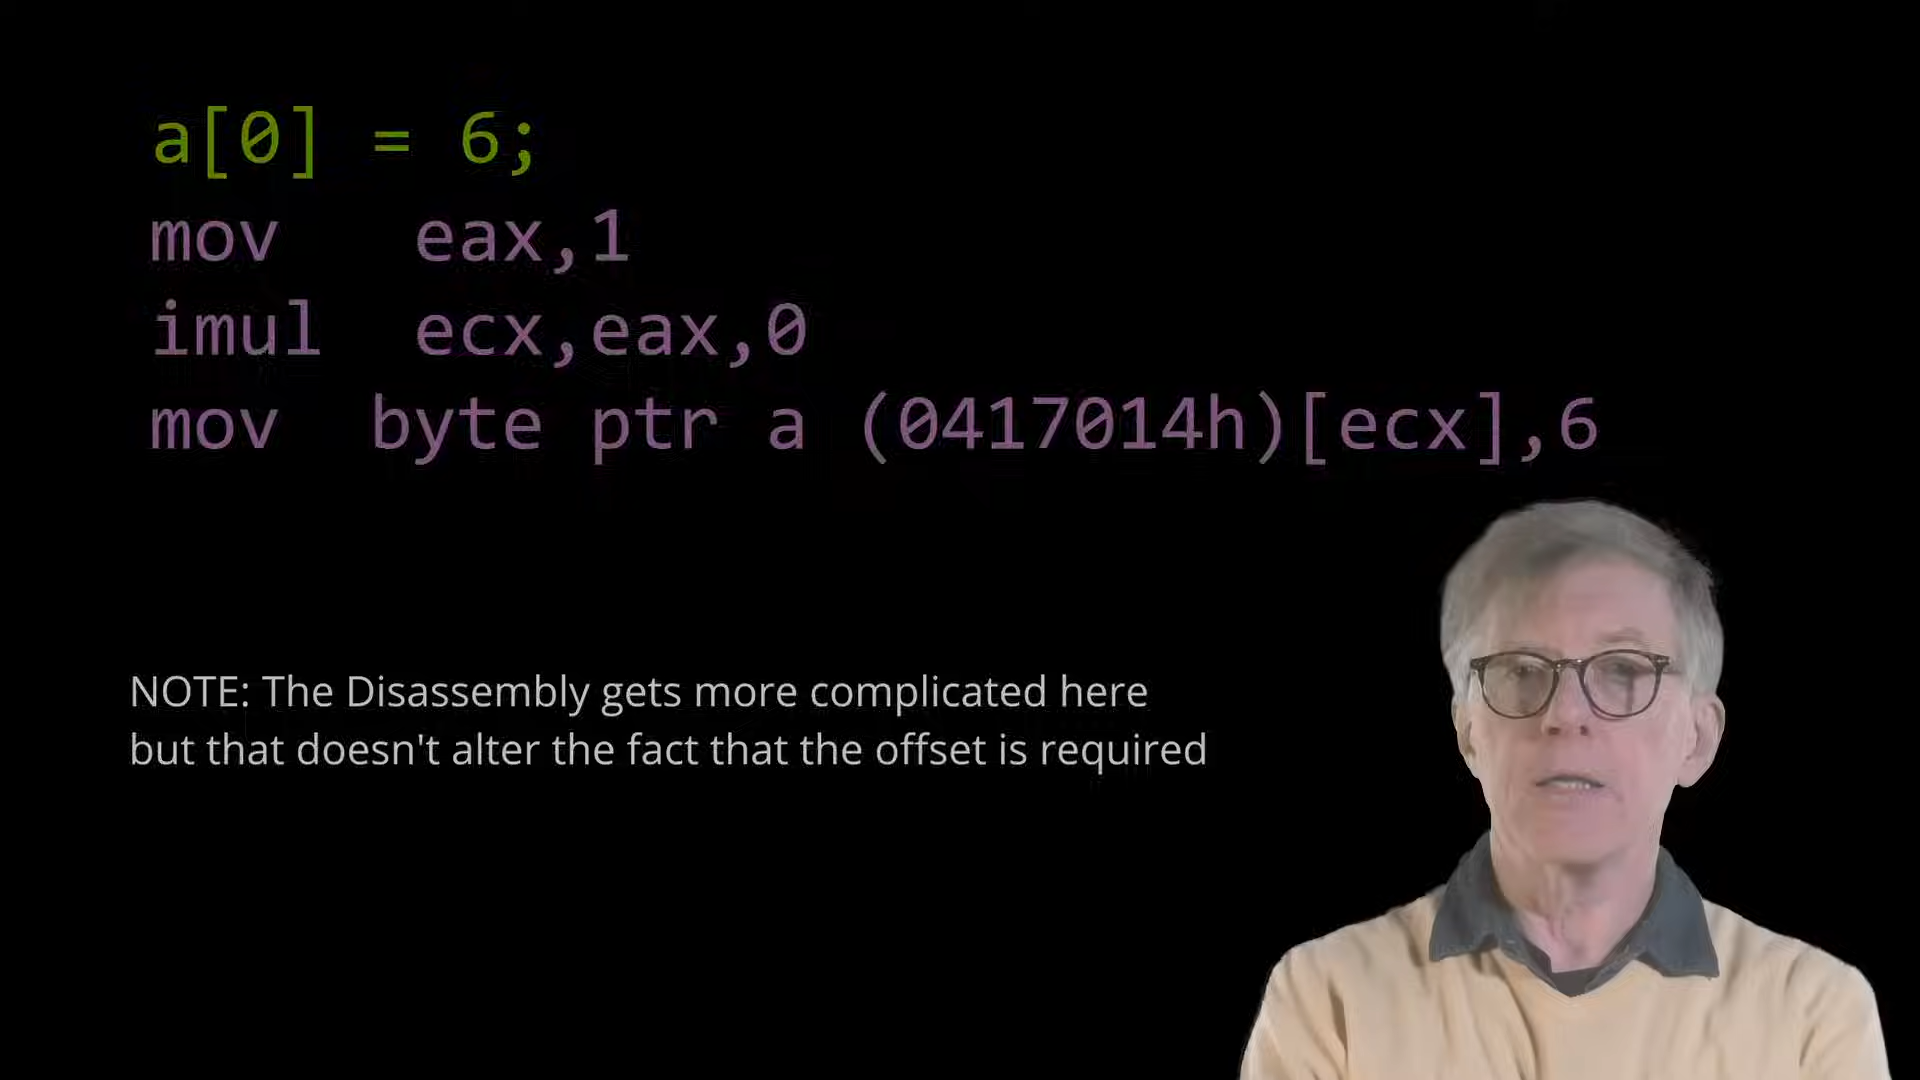 a[0] = 6;
mov eax,1
imul ecx,eax,0
mov byte ptr a (0417014h)[ecx],6
NOTE: The Disassembly gets more complicated here
but that doesn't alter the fact that the offset is required